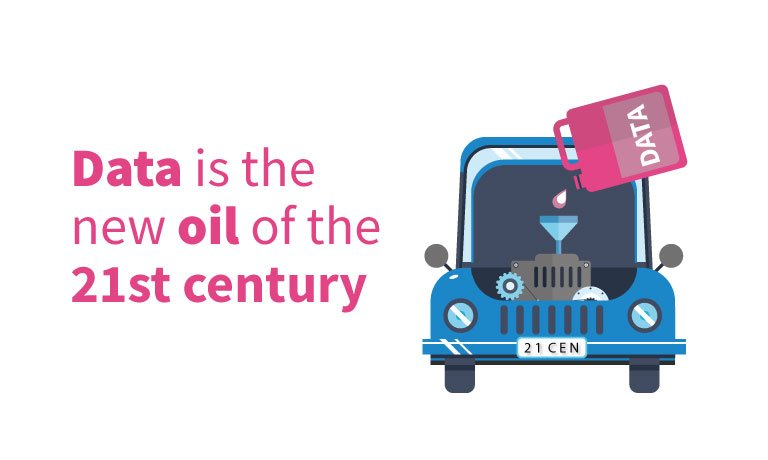 Data is the
new oil of the
21st century
DATA
21 CEN